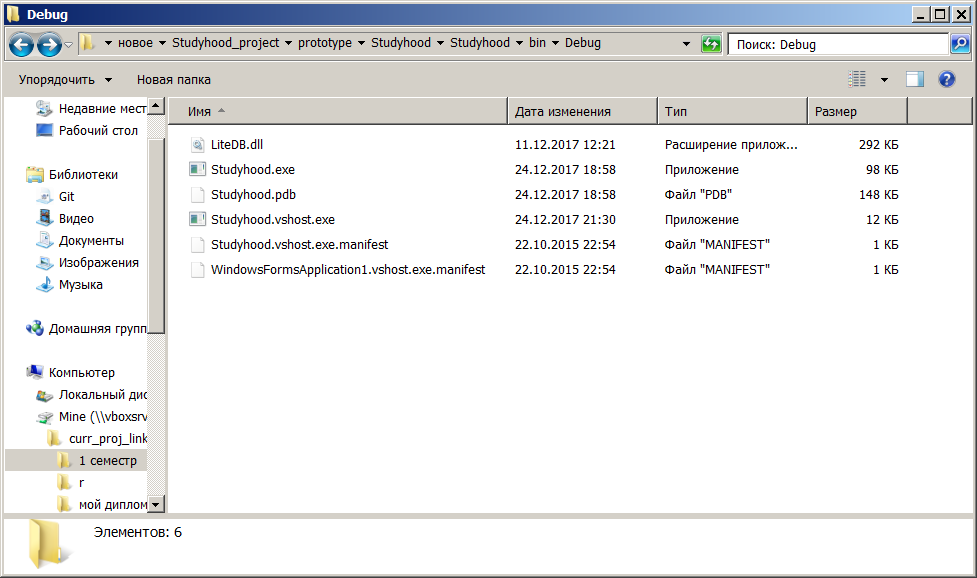 Debug
новое Studyhood_project prototype Studyhood Studyhood bin Debug Поиск: Debug
Упорядочить Новая папка
Имя Дата изменения Тип Размер
LiteDB.dll 11.12.2017 12:21 Расширение прилож... 292 КБ
Studyhood.exe 24.12.2017 18:58 Приложение 98 КБ
Studyhood.pdb 24.12.2017 18:58 Файл "PDB" 148 КБ
Studyhood.vshost.exe 24.12.2017 21:30 Приложение 12 КБ
Studyhood.vshost.exe.manifest 22.10.2015 22:54 Файл "MANIFEST" 1 КБ
WindowsFormsApplication1.vshost.exe.manifest 22.10.2015 22:54 Файл "MANIFEST" 1 КБ
Недавние мест
Рабочий стол
Библиотеки
Git
Видео
Документы
Изображения
Музыка
Домашняя групп
Компьютер
Локальный дис
Mine (\\vboxsrv
curr_proj_link
1 семестр
r
мой диплом
Элементов: 6